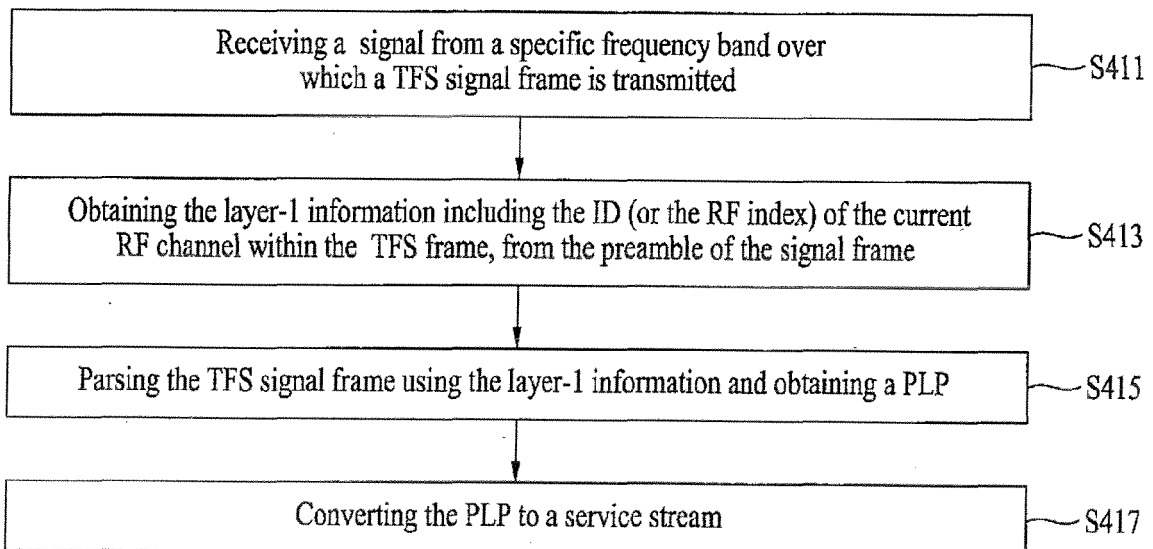 Receiving a signal from a specific frequency band over
which a TFS signal frame is transmitted
S411
Obtaining the layer-1 information including the ID (or the RF index) of the current
RF channel within the TFS frame, from the preamble of the signal frame
S413
Parsing the TFS signal frame using the layer-1 information and obtaining a PLP
S415
Converting the PLP to a service stream
S417